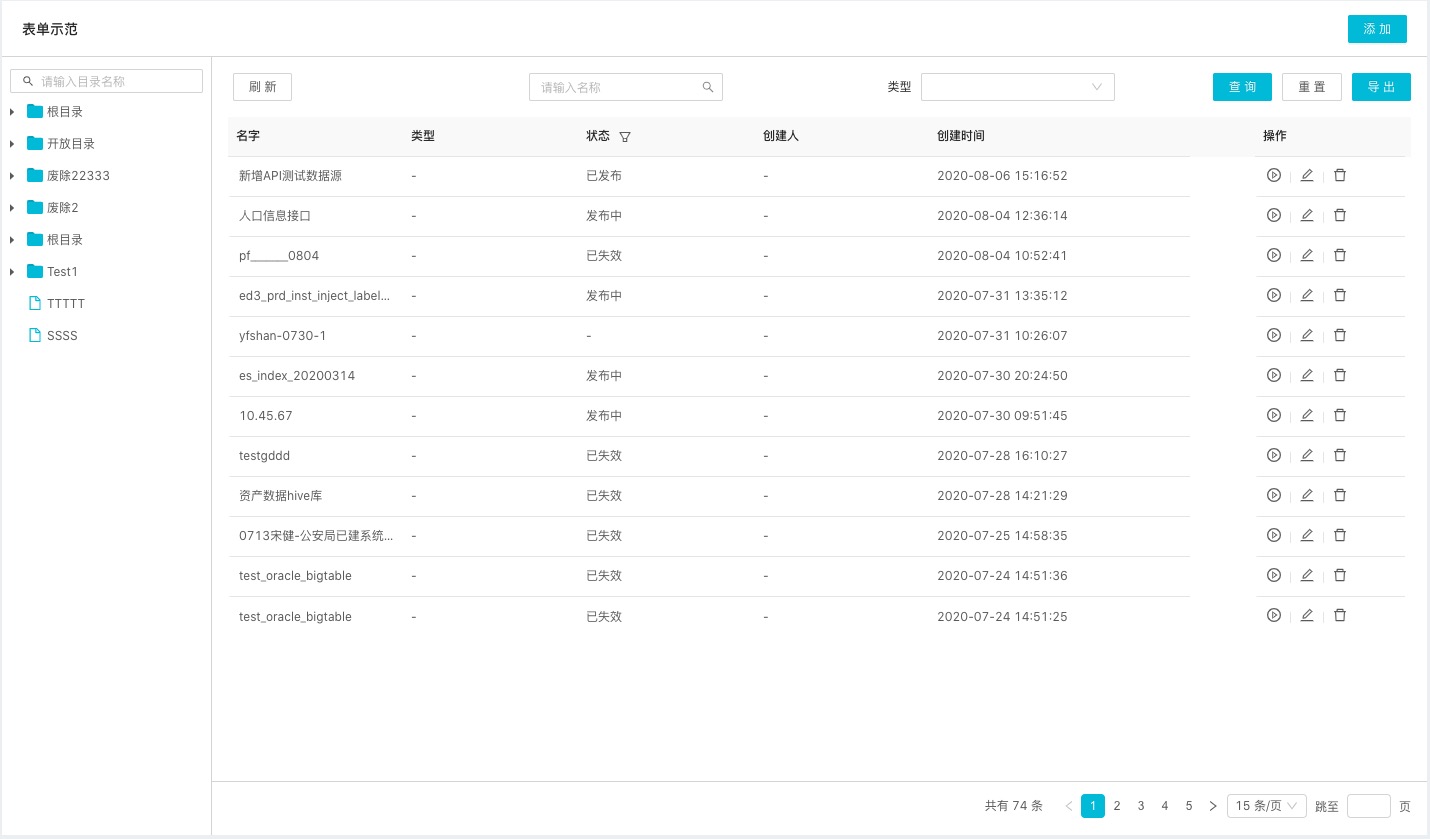 表单示范
添 加
请输入目录名称
根目录
开放目录
废除22333
废除2
根目录
Test1
TTTTT
SSSS
刷 新 请输入名称 类型 查 询 重 置 导 出
名字 类型 状态 创建人 创建时间 操作
新增API测试数据源 - 已发布 - 2020-08-06 15:16:52
人口信息接口 - 发布中 - 2020-08-04 12:36:14
pf______0804 - 已失效 - 2020-08-04 10:52:41
ed3_prd_inst_inject_label... - 发布中 - 2020-07-31 13:35:12
yfshan-0730-1 - - - 2020-07-31 10:26:07
es_index_20200314 - 发布中 - 2020-07-30 20:24:50
10.45.67 - 发布中 - 2020-07-30 09:51:45
testgddd - 已失效 - 2020-07-28 16:10:27
资产数据hive库 - 已失效 - 2020-07-28 14:21:29
0713宋健-公安局已建系统... - 已失效 - 2020-07-25 14:58:35
test_oracle_bigtable - 已失效 - 2020-07-24 14:51:36
test_oracle_bigtable - 已失效 - 2020-07-24 14:51:25
共有 74 条 < 1 2 3 4 5 > 15 条/页 跳至 页